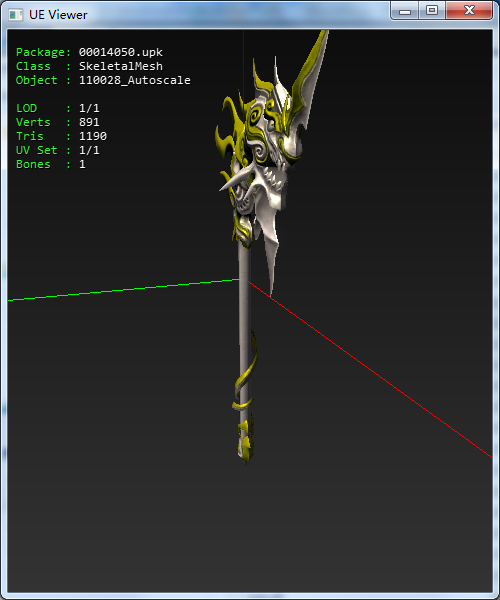 UE Viewer
Package: 00014050.upk
Class  : SkeletalMesh
Object : 110028_Autoscale
LOD    : 1/1
Verts  : 891
Tris   : 1190
UV Set : 1/1
Bones  : 1